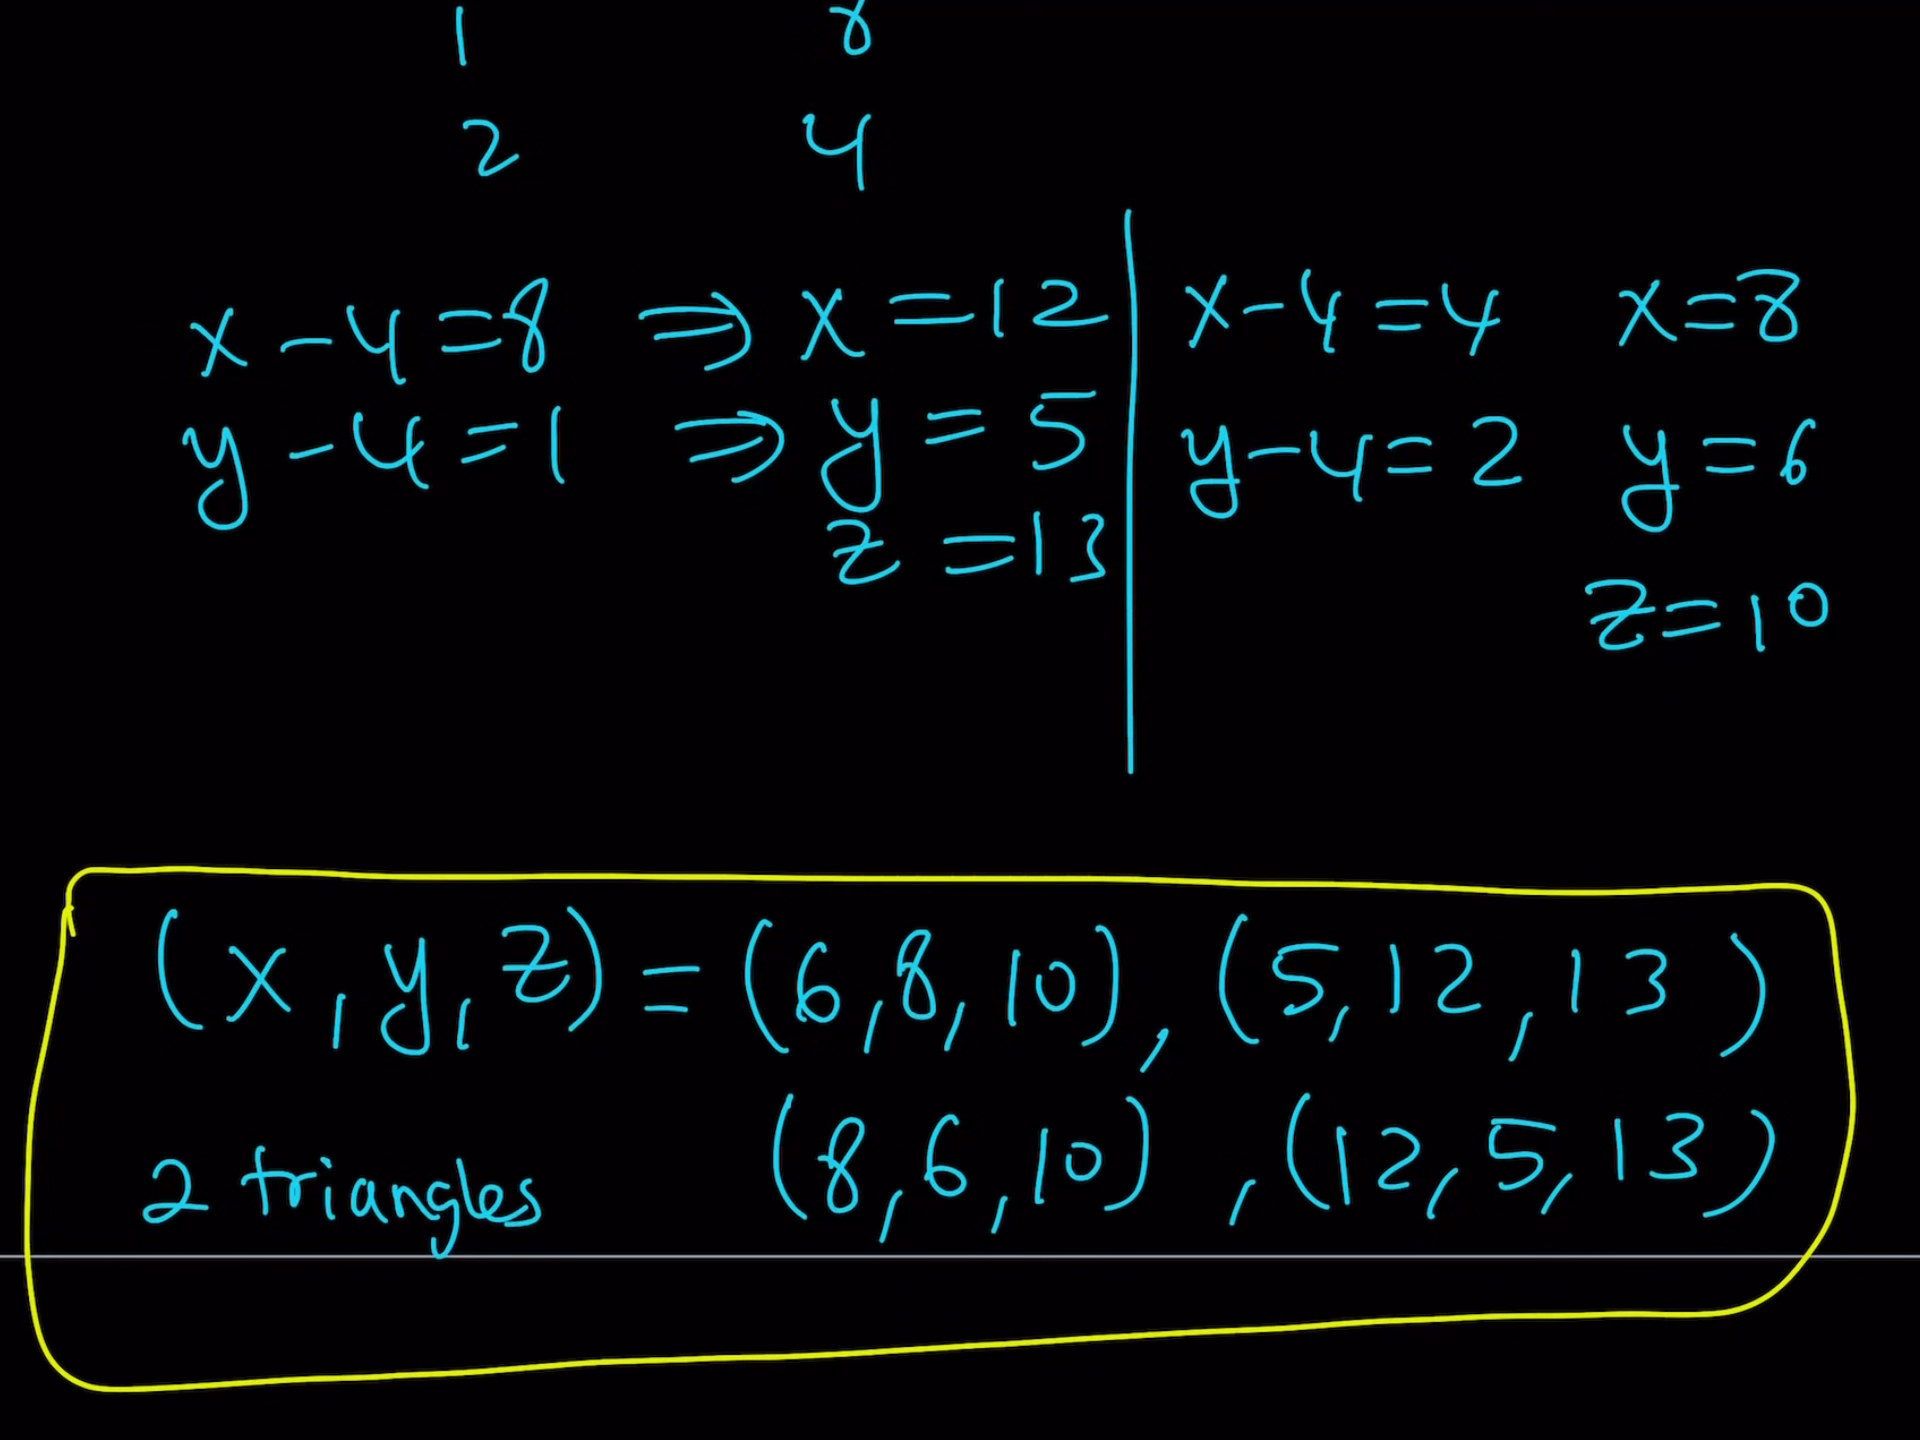 1 8
2 4
x - 4 = 8 ⇒ x = 12 x - 4 = 4 x = 8
y - 4 = 1 ⇒ y = 5 y - 4 = 2 y = 6
z = 13
z = 10
(x, y, z) = (6, 8, 10), (5, 12, 13)
2 triangles (8, 6, 10), (12, 5, 13)